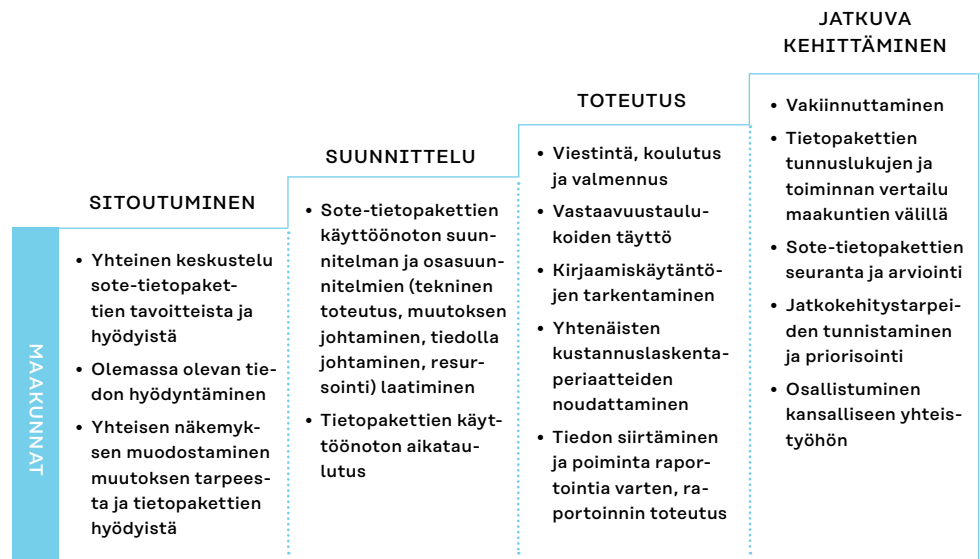 MAAKUNNAT
SITOUTUMINEN
• Yhteinen keskustelu
sote-tietopaket-
tien tavoitteista ja
hyödyistä
• Olemassa olevan tie-
don hyödyntäminen
• Yhteisen näkemyk-
sen muodostaminen
muutoksen tarpees-
ta ja tietopakettien
hyödyistä
SUUNNITTELU
• Sote-tietopakettien
käyttöönoton suun-
nitelman ja osasuun-
nitelmien (tekninen
toteutus, muutoksen
johtaminen, tiedolla
johtaminen, resur-
sointi) laatiminen
• Tietopakettien käyt-
töönoton aikatau-
lutus
TOTEUTUS
• Viestintä, koulutus
ja valmennus
• Vastaavuustaulu-
koiden täyttö
• Kirjaamiskäytäntö-
jen tarkentaminen
• Yhtenäisten
kustannuslaskenta-
periaatteiden
noudattaminen
• Tiedon siirtäminen
ja poiminta rapor-
tointia varten, ra-
portoinnin toteutus
JATKUVA
KEHITTÄMINEN
• Vakiinnuttaminen
• Tietopakettien
tunnuslukujen ja
toiminnan vertailu
maakuntien välillä
• Sote-tietopakettien
seuranta ja arviointi
• Jatkokehitystarpei-
den tunnistaminen
ja priorisointi
• Osallistuminen
kansalliseen yhteis-
työhön